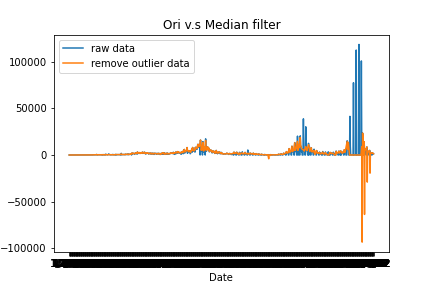 Ori v.s Median filter
raw data
remove outlier data
100000
50000
0
−50000
−100000
Date